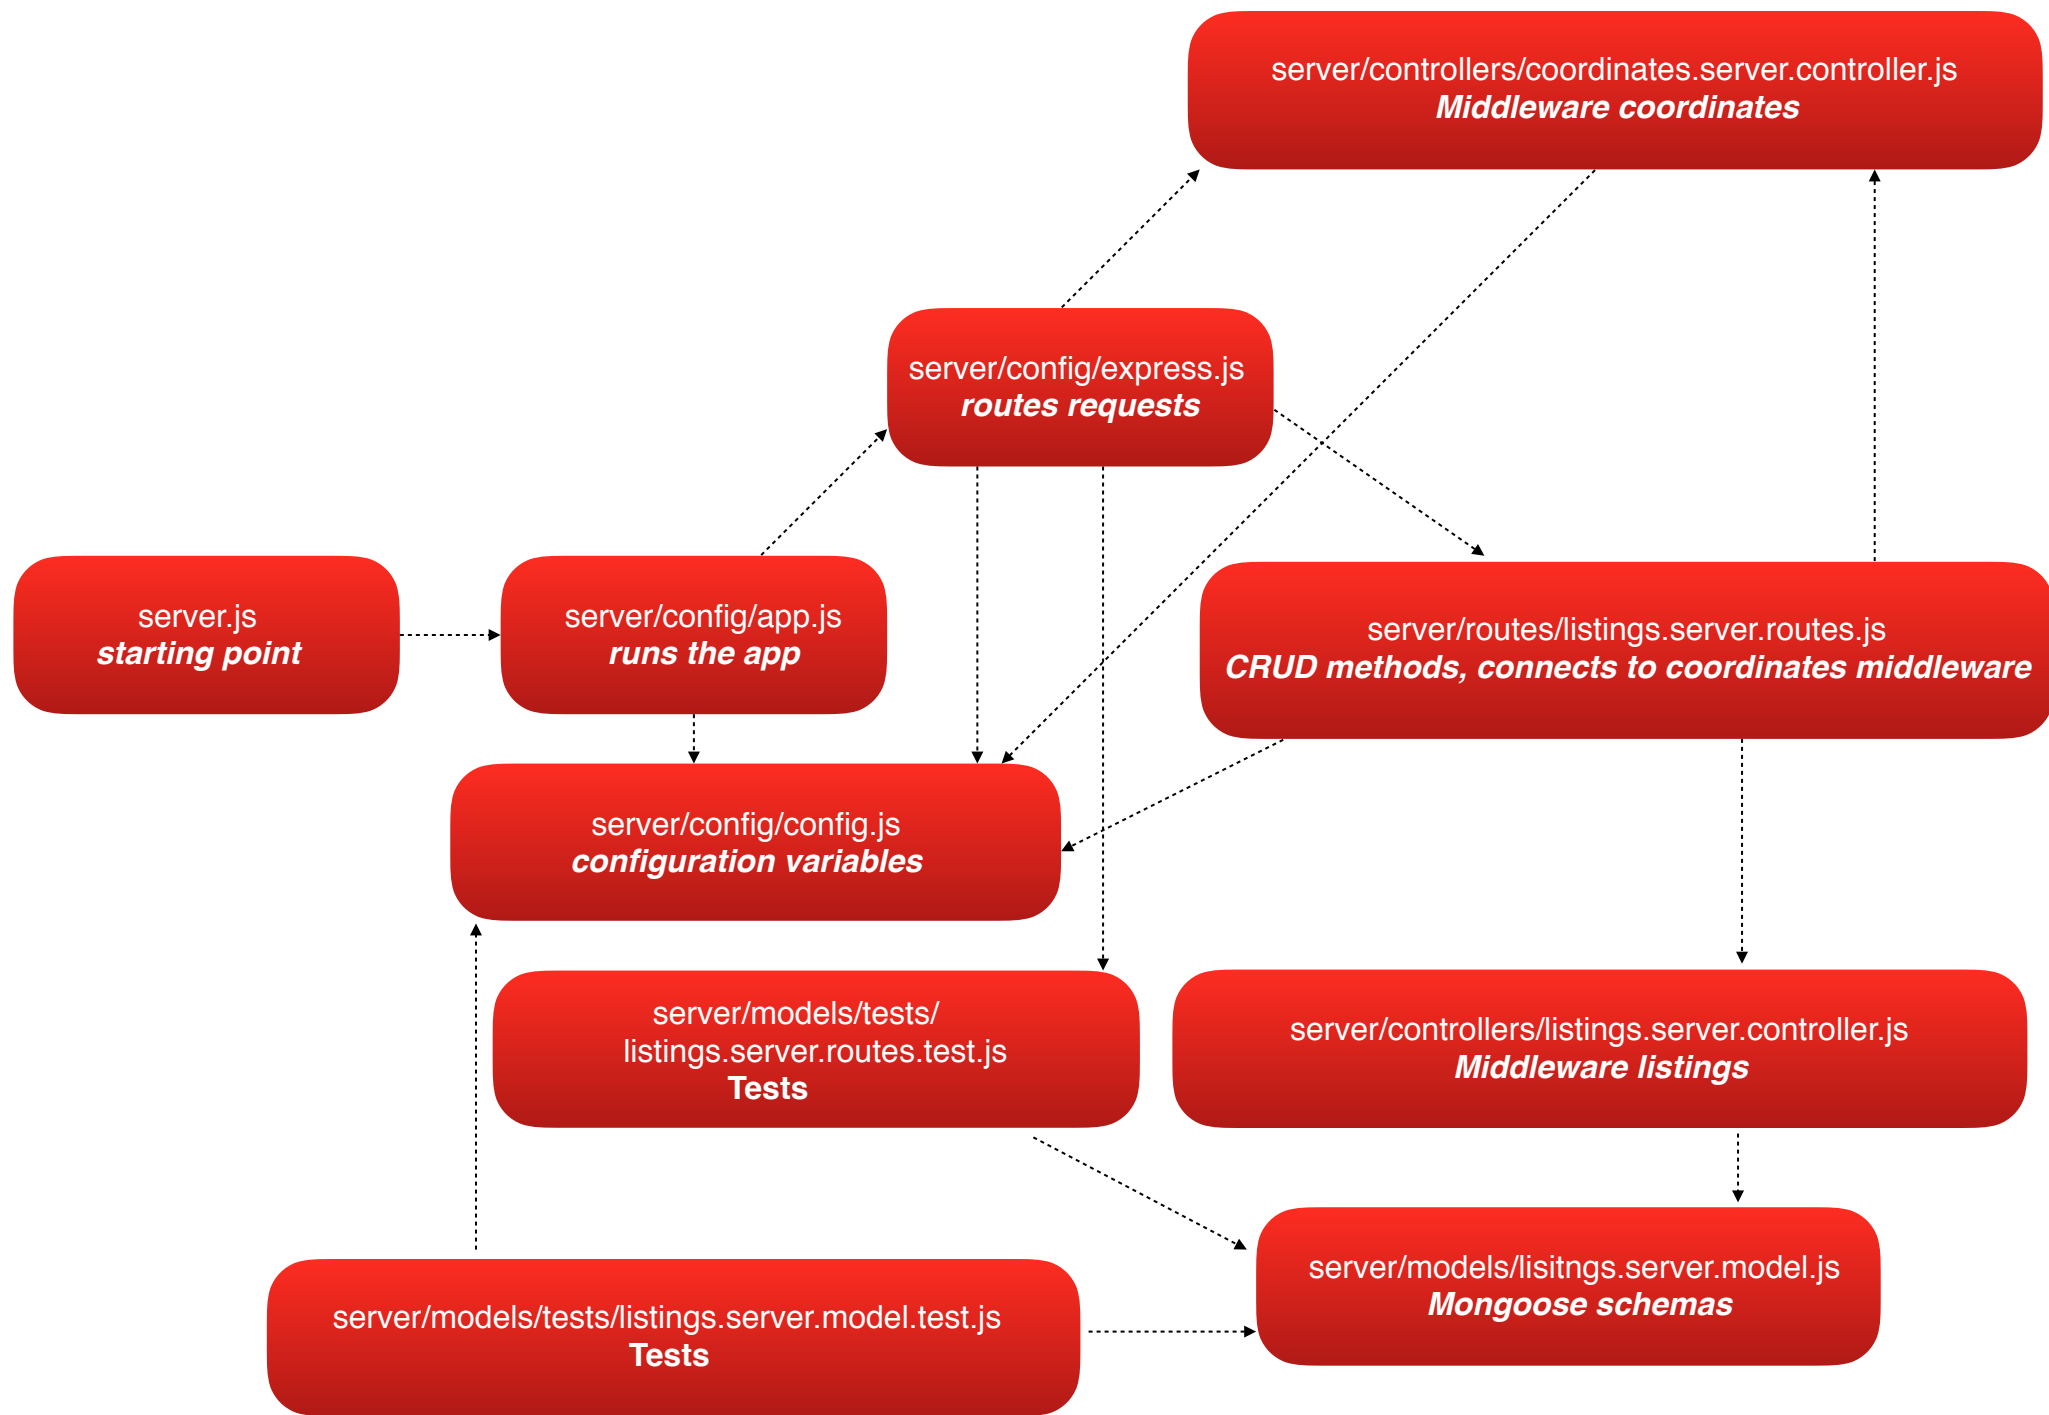 server/controllers/coordinates.server.controller.js
Middleware coordinates
server/config/express.js
routes requests
server.js
starting point
server/config/app.js
runs the app
server/routes/listings.server.routes.js
CRUD methods, connects to coordinates middleware
server/config/config.js
configuration variables
server/models/tests/
listings.server.routes.test.js
Tests
server/controllers/listings.server.controller.js
Middleware listings
server/models/lisitngs.server.model.js
Mongoose schemas
server/models/tests/listings.server.model.test.js
Tests